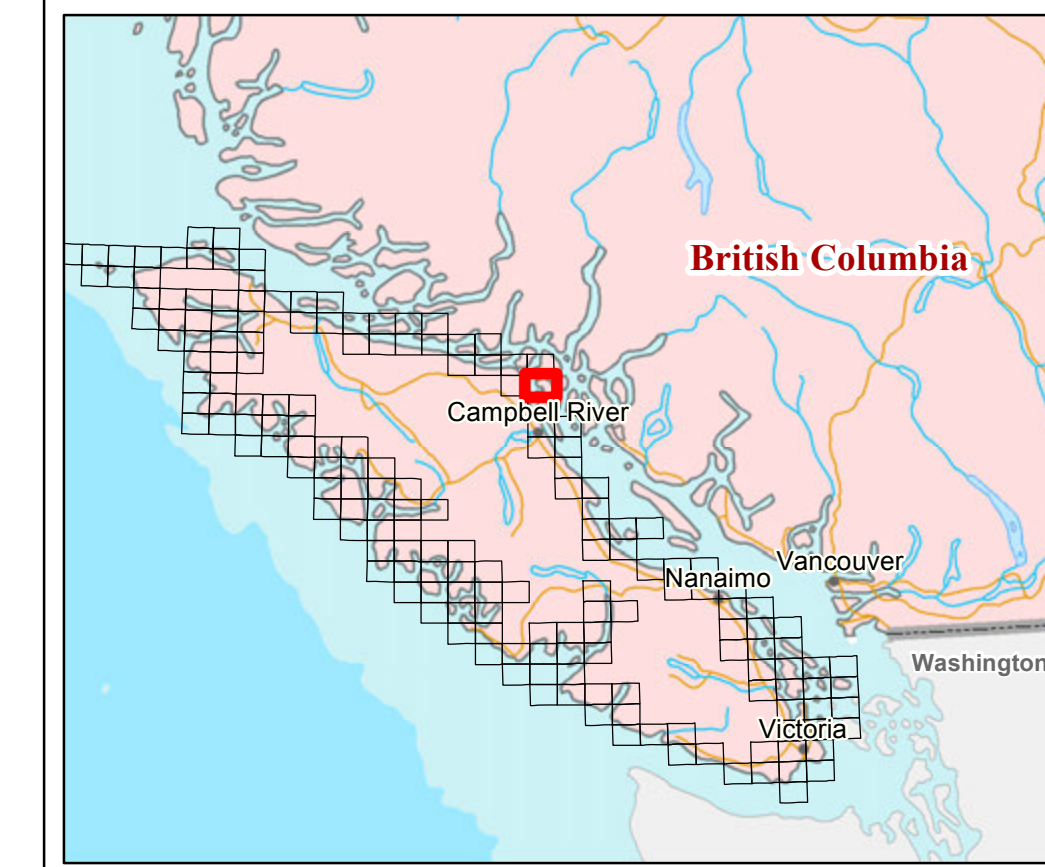 British Columbia
Campbell River
Vancouver
Nanaimo
Washington
Victoria